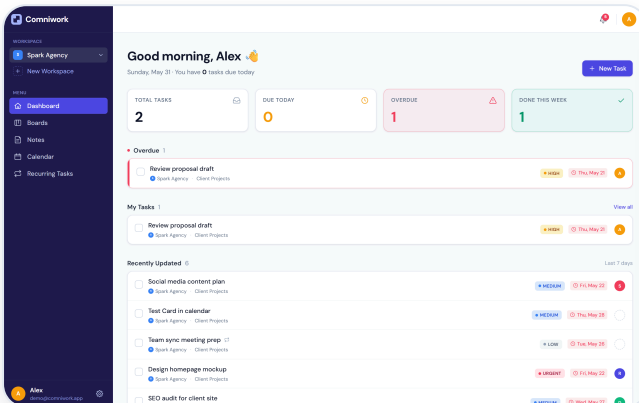 Comniwork
WORKSPACE
S Spark Agency
+ New Workspace
MENU
Dashboard
Boards
Notes
Calendar
Recurring Tasks
A
Alex
demo@comniwork.app
A
Good morning, Alex 👋
Sunday, May 31 · You have 0 tasks due today
+ New Task
TOTAL TASKS
2
DUE TODAY
0
OVERDUE
1
DONE THIS WEEK
1
Overdue 1
Review proposal draft
Spark Agency Client Projects
HIGH Thu, May 21 A
My Tasks 1
View all
Review proposal draft
Spark Agency Client Projects
HIGH Thu, May 21 A
Recently Updated 6
Last 7 days
Social media content plan
Spark Agency Client Projects
MEDIUM Fri, May 22 S
Test Card in calendar
Spark Agency Client Projects
MEDIUM Thu, May 28
Team sync meeting prep
Spark Agency Client Projects
LOW Tue, May 26
Design homepage mockup
Spark Agency Client Projects
URGENT Fri, May 22
SEO audit for client site
MEDIUM Wed, May 27